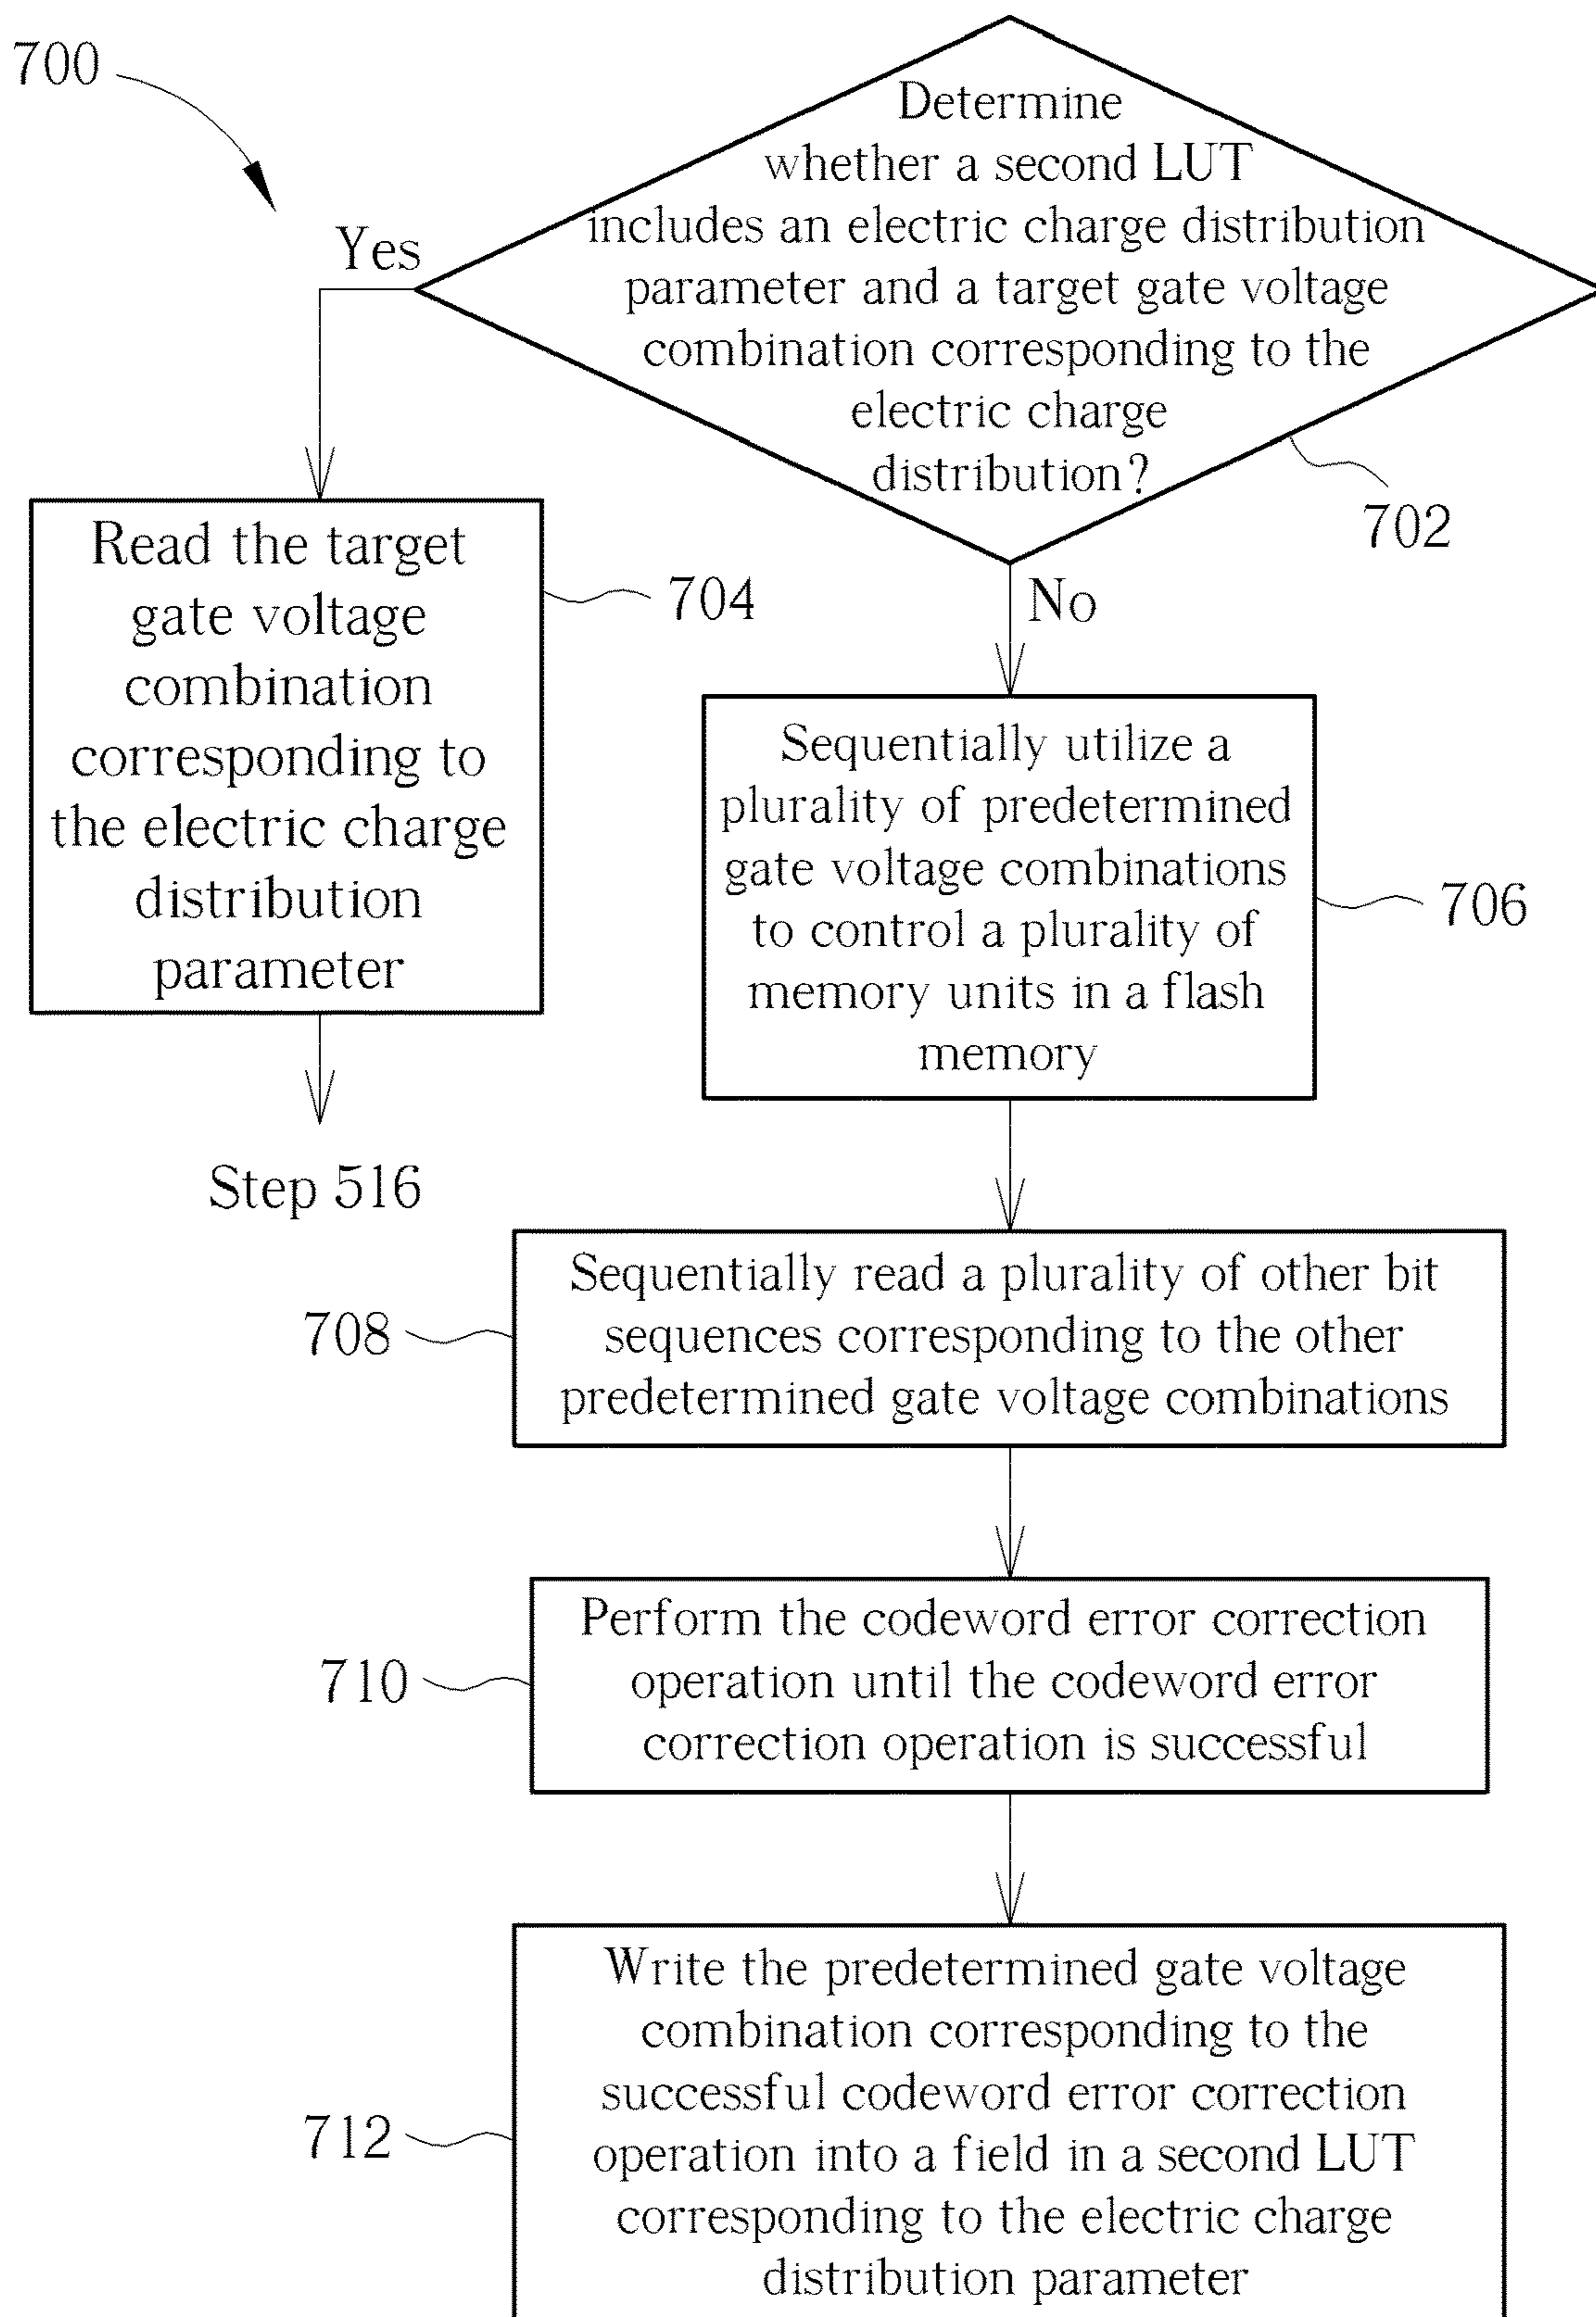 700
Determine
whether a second LUT
includes an electric charge distribution
parameter and a target gate voltage
combination corresponding to the
electric charge
distribution?
Yes
702
No
Read the target
gate voltage
combination
corresponding to
the electric charge
distribution
parameter
704
Step 516
Sequentially utilize a
plurality of predetermined
gate voltage combinations
to control a plurality of
memory units in a flash
memory
706
Sequentially read a plurality of other bit
sequences corresponding to the other
predetermined gate voltage combinations
708
Perform the codeword error correction
operation until the codeword error
correction operation is successful
710
Write the predetermined gate voltage
combination corresponding to the
successful codeword error correction
operation into a field in a second LUT
corresponding to the electric charge
distribution parameter
712